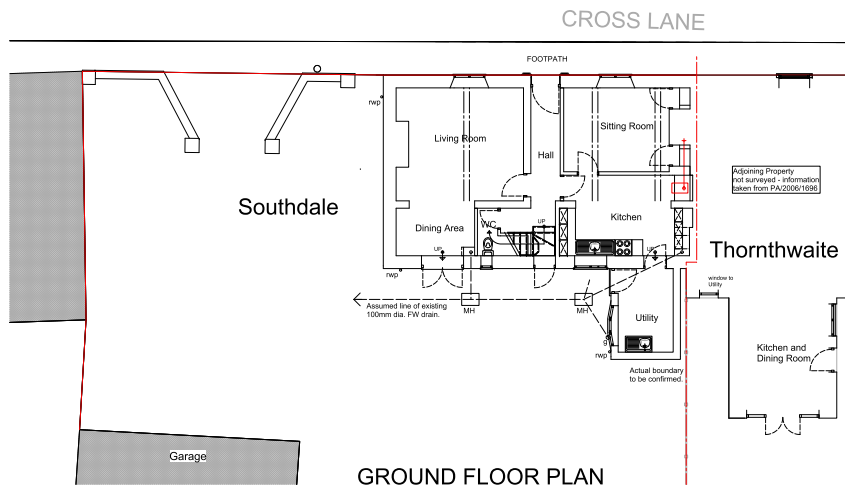 CROSS LANE
FOOTPATH
rwp
Living Room
Sitting Room
Hall
Adjoining Property
not surveyed - information
taken from PA/2006/1696
Southdale
Kitchen
Dining Area
WC
UP
UP
UP
Thornthwaite
rwp
window to
Utility
Assumed line of existing
100mm dia. FW drain.
MH
MH
Utility
g
rwp
Kitchen and
Dining Room
Actual boundary
to be confirmed.
Garage
GROUND FLOOR PLAN